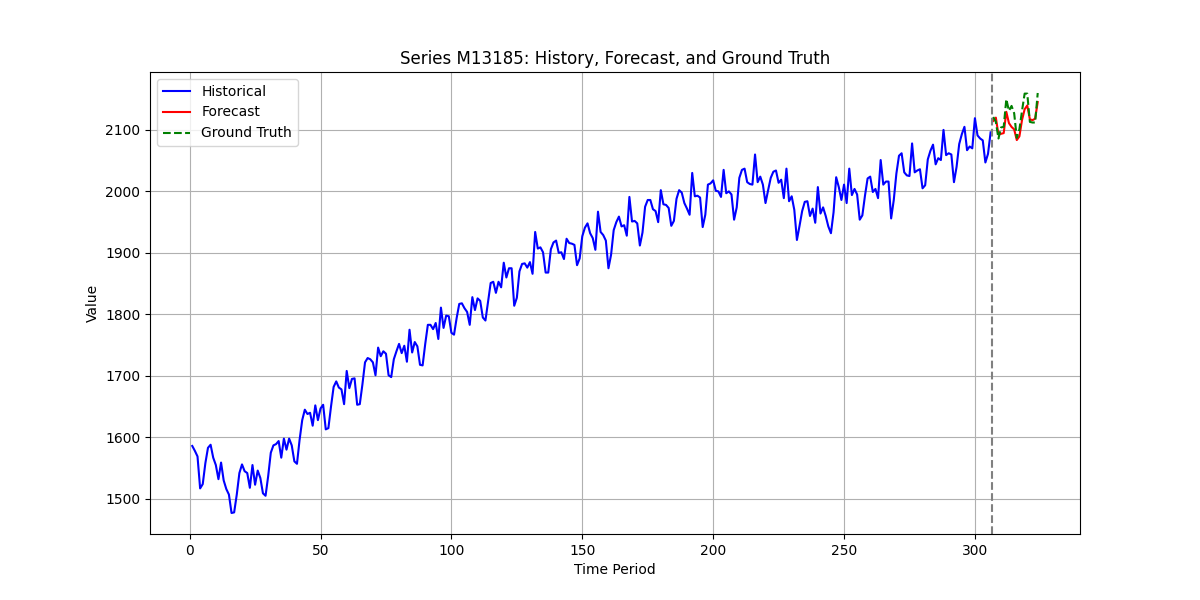 Series M13185: History, Forecast, and Ground Truth
Historical
Forecast
Ground Truth
Value
2100
2000
1900
1800
1700
1600
1500
0 50 100 150 200 250 300
Time Period